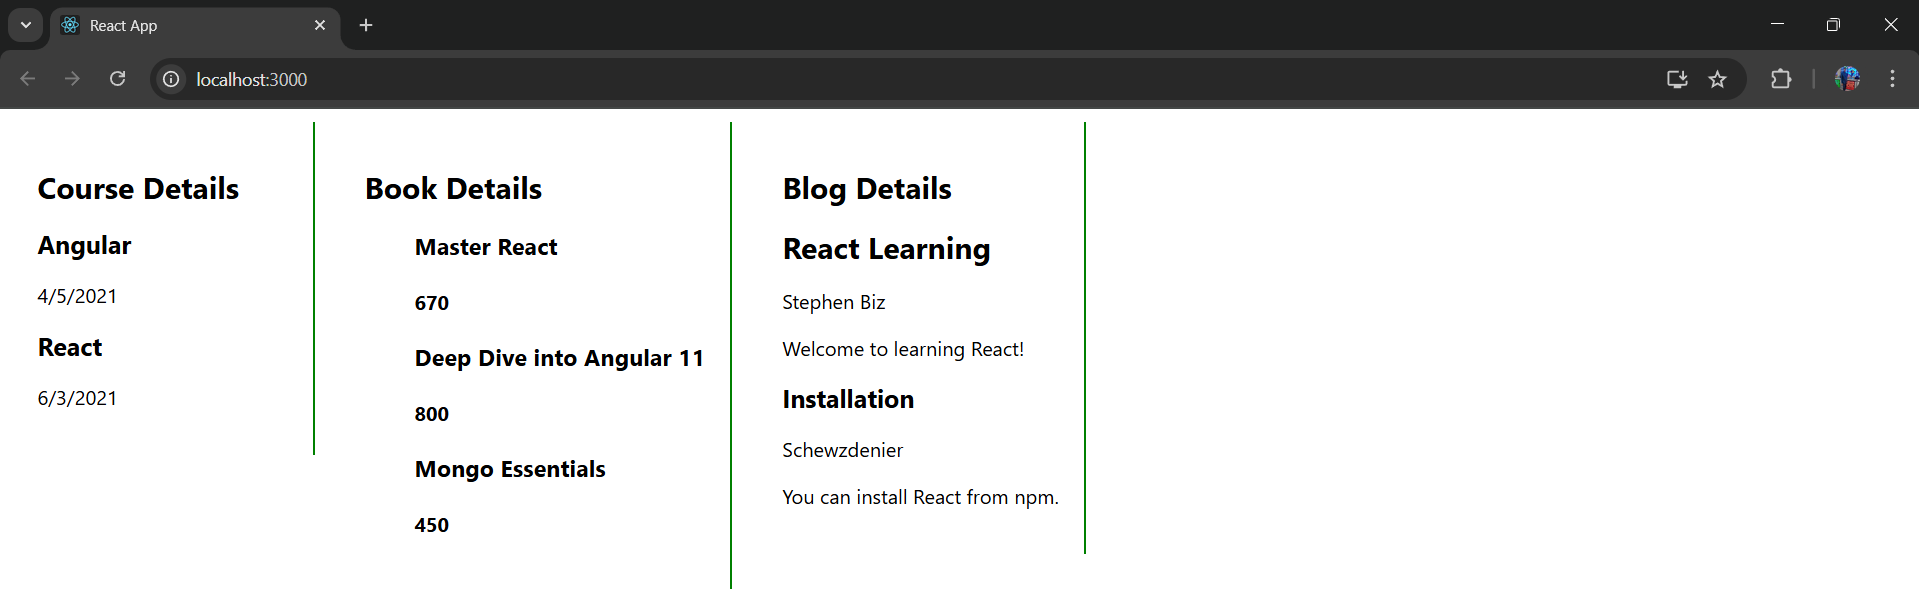 React App
localhost:3000
Course Details
Angular
4/5/2021
React
6/3/2021
Book Details
Master React
670
Deep Dive into Angular 11
800
Mongo Essentials
450
Blog Details
React Learning
Stephen Biz
Welcome to learning React!
Installation
Schewzdenier
You can install React from npm.